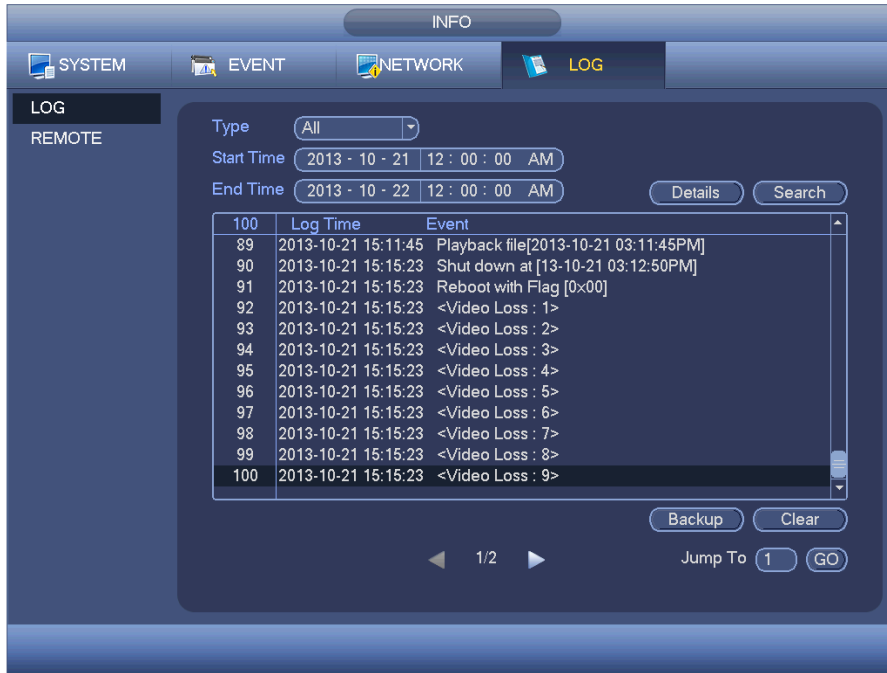 INFO
SYSTEM EVENT NETWORK LOG
LOG
REMOTE
Type All
Start Time 2013 - 10 - 21 12 : 00 : 00 AM
End Time 2013 - 10 - 22 12 : 00 : 00 AM Details Search
100 Log Time Event
89 2013-10-21 15:11:45 Playback file[2013-10-21 03:11:45PM]
90 2013-10-21 15:15:23 Shut down at [13-10-21 03:12:50PM]
91 2013-10-21 15:15:23 Reboot with Flag [0×00]
92 2013-10-21 15:15:23 <Video Loss : 1>
93 2013-10-21 15:15:23 <Video Loss : 2>
94 2013-10-21 15:15:23 <Video Loss : 3>
95 2013-10-21 15:15:23 <Video Loss : 4>
96 2013-10-21 15:15:23 <Video Loss : 5>
97 2013-10-21 15:15:23 <Video Loss : 6>
98 2013-10-21 15:15:23 <Video Loss : 7>
99 2013-10-21 15:15:23 <Video Loss : 8>
100 2013-10-21 15:15:23 <Video Loss : 9>
Backup Clear
1/2 Jump To 1 GO